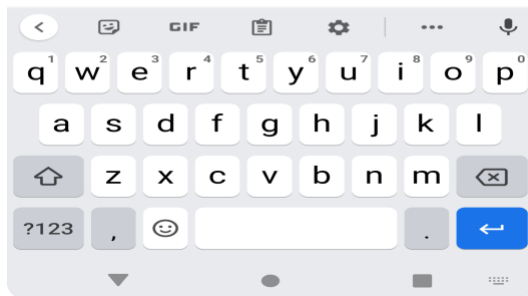 GIF
q1 w2 e3 r4 t5 y6 u7 i8 o9 p0
a s d f g h j k l
z x c v b n m
?123 , .